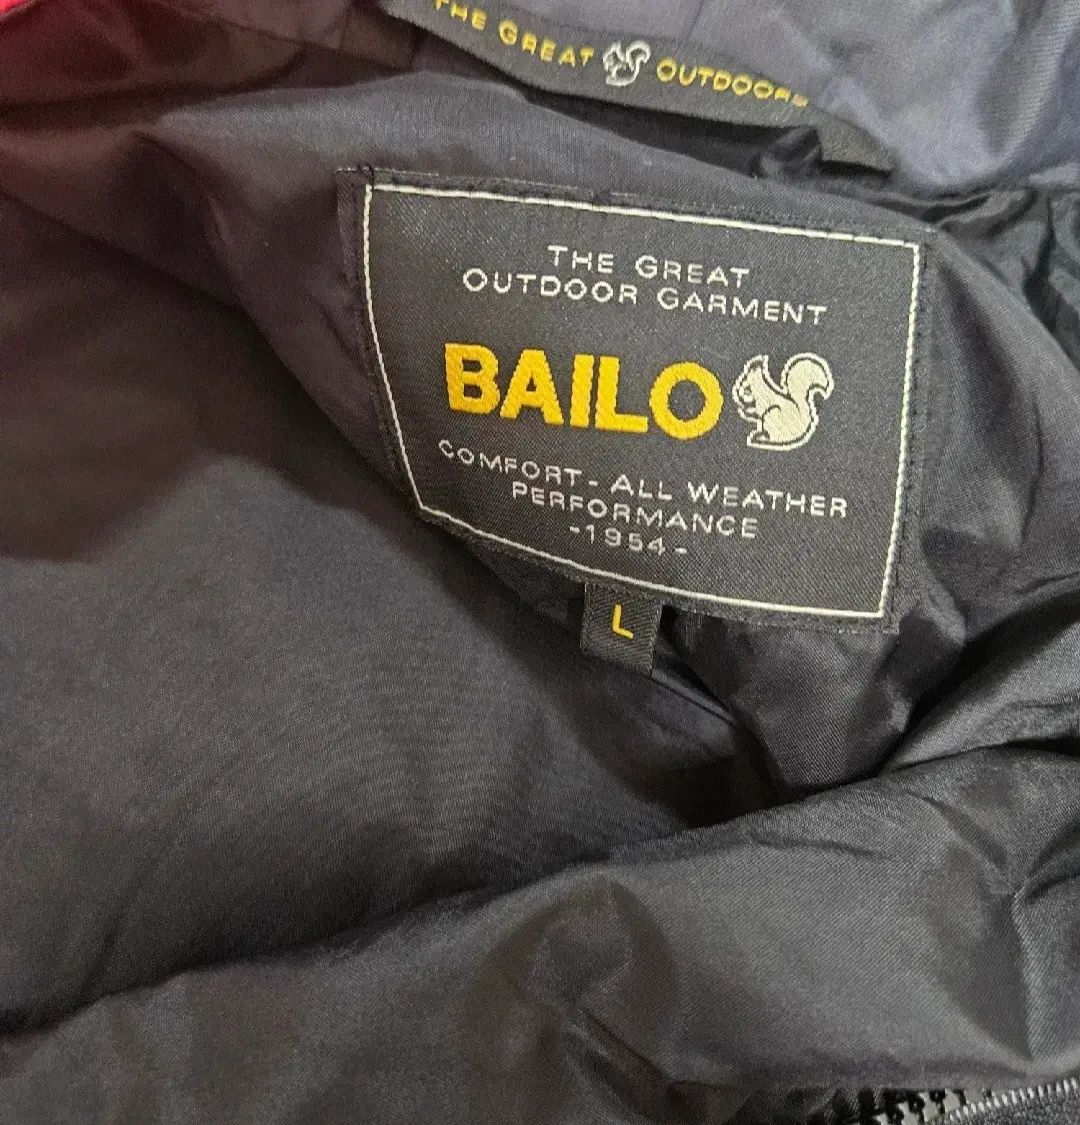 THE GREAT OUTDOORS
THE GREAT
OUTDOOR GARMENT
BAILO
COMFORT - ALL WEATHER
PERFORMANCE
-1954-
L